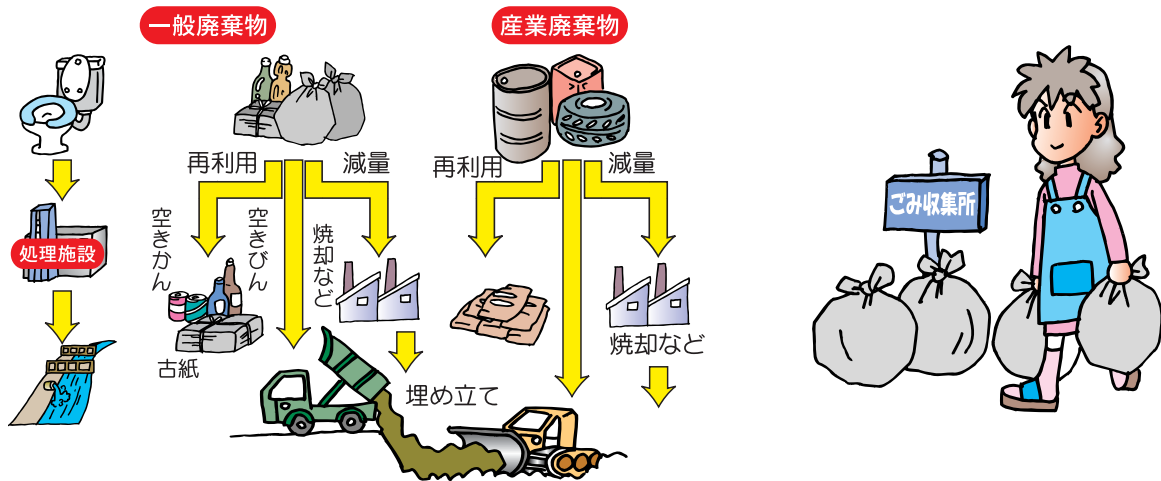 一般廃棄物
産業廃棄物
再利用
減量
再利用
減量
処理施設
空きかん
空きびん
焼却など
古紙
焼却など
埋め立て
ごみ収集所